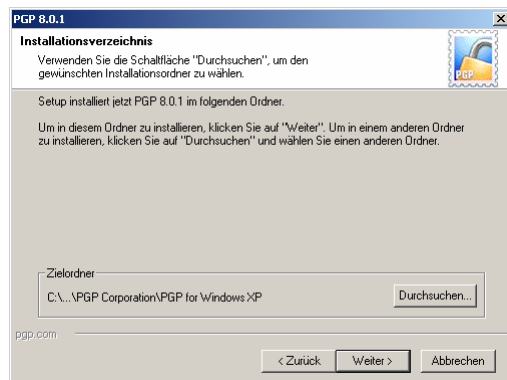 PGP 8.0.1
Installationsverzeichnis
Verwenden Sie die Schaltfläche "Durchsuchen", um den
gewünschten Installationsordner zu wählen.
PGP
Setup installiert jetzt PGP 8.0.1 im folgenden Ordner.
Um in diesem Ordner zu installieren, klicken Sie auf "Weiter". Um in einem anderen Ordner
zu installieren, klicken Sie auf "Durchsuchen" und wählen Sie einen anderen Ordner.
Zielordner
C:\...\PGP Corporation\PGP for Windows XP
Durchsuchen...
pgp.com
< Zurück
Weiter >
Abbrechen